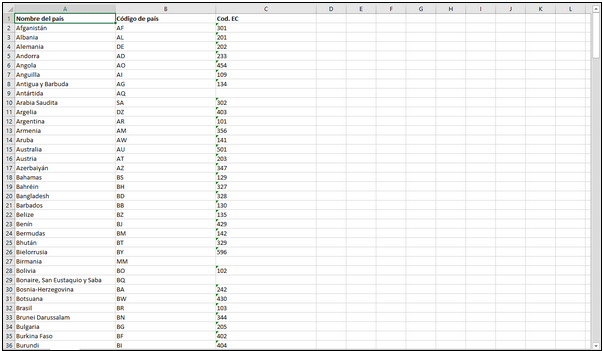 A B C D E F G H I J K L
1 Nombre del país Código de país Cod. EC
2 Afganistán AF 301
3 Albania AL 201
4 Alemania DE 202
5 Andorra AD 233
6 Angola AO 454
7 Anguilla AI 109
8 Antigua y Barbuda AG 134
9 Antártida AQ
10 Arabia Saudita SA 302
11 Argelia DZ 403
12 Argentina AR 101
13 Armenia AM 356
14 Aruba AW 141
15 Australia AU 501
16 Austria AT 203
17 Azerbaiyán AZ 347
18 Bahamas BS 129
19 Bahréin BH 327
20 Bangladesh BD 328
21 Barbados BB 130
22 Belize BZ 135
23 Benín BJ 429
24 Bermudas BM 142
25 Bhután BT 329
26 Bielorrusia BY 596
27 Birmania MM
28 Bolivia BO 102
29 Bonaire, San Eustaquio y Saba BQ
30 Bosnia-Herzegovina BA 242
31 Botsuana BW 430
32 Brasil BR 103
33 Brunei Darussalam BN 344
34 Bulgaria BG 205
35 Burkina Faso BF 402
36 Burundi BI 404